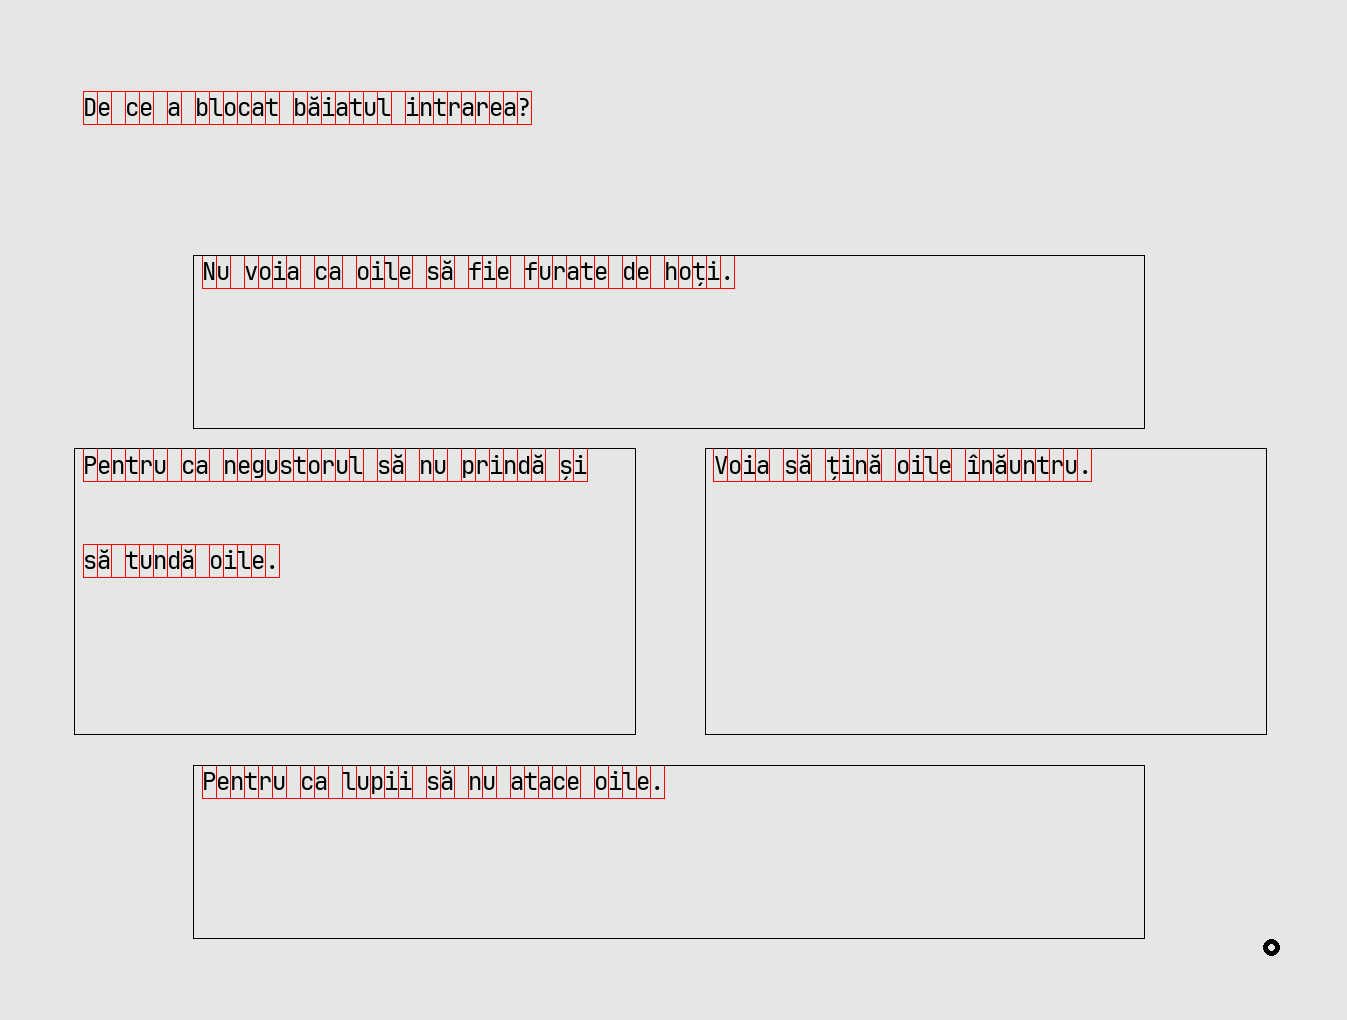 De ce a blocat băiatul intrarea?
Nu voia ca oile să fie furate de hoți.
Pentru ca negustorul să nu prindă și
să tundă oile.
Voia să țină oile înăuntru.
Pentru ca lupii să nu atace oile.